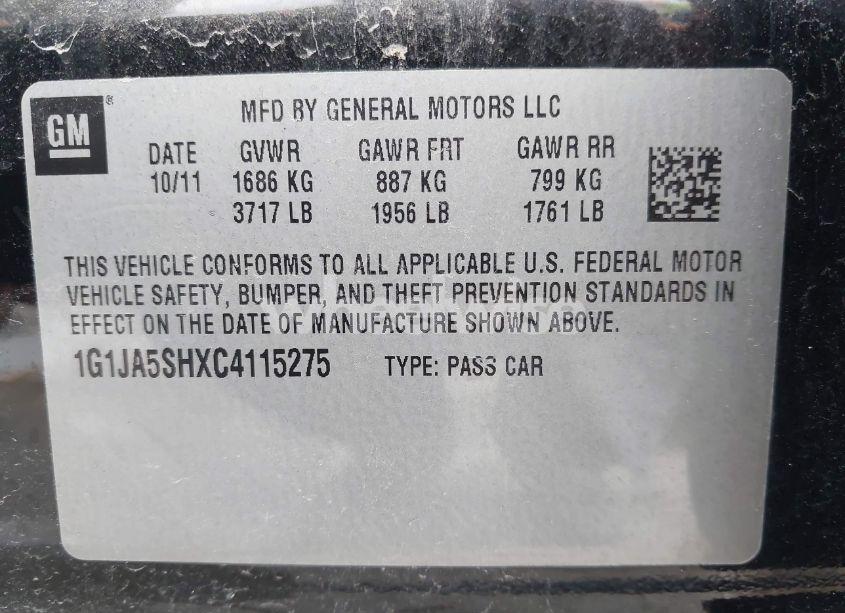 GM®
MFD BY GENERAL MOTORS LLC
DATE GVWR GAWR FRT GAWR RR
10/11 1686 KG 887 KG 799 KG
3717 LB 1956 LB 1761 LB
THIS VEHICLE CONFORMS TO ALL APPLICABLE U.S. FEDERAL MOTOR
VEHICLE SAFETY, BUMPER, AND THEFT PREVENTION STANDARDS IN
EFFECT ON THE DATE OF MANUFACTURE SHOWN ABOVE.
1G1JA5SHXC4115275 TYPE: PASS CAR